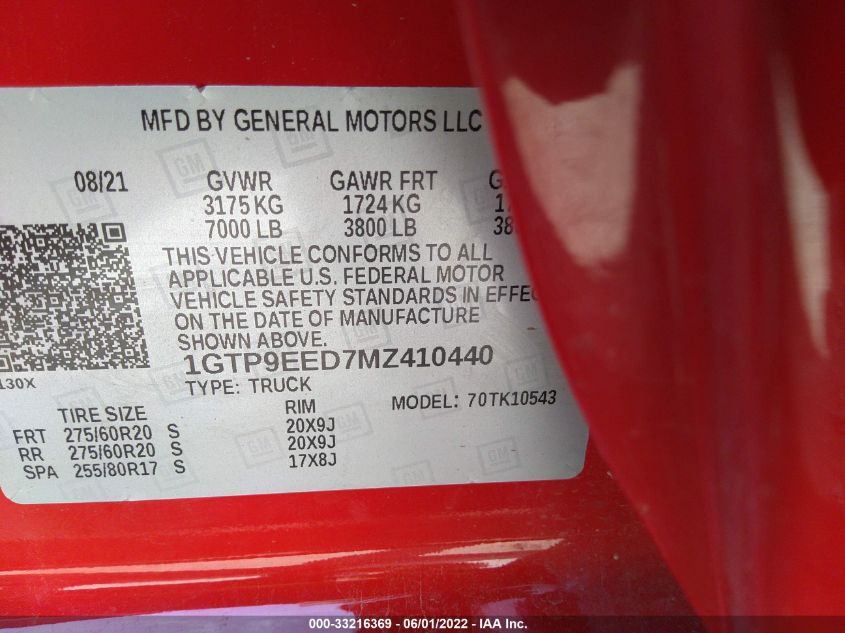 MFD BY GENERAL MOTORS LLC
08/21 GVWR GAWR FRT
3175 KG 1724 KG
7000 LB 3800 LB
THIS VEHICLE CONFORMS TO ALL
APPLICABLE U.S. FEDERAL MOTOR
VEHICLE SAFETY STANDARDS IN EFFEC
ON THE DATE OF MANUFACTURE
SHOWN ABOVE.
1GTP9EED7MZ410440
130X
TYPE: TRUCK
MODEL: 70TK10543
TIRE SIZE RIM
FRT 275/60R20 S 20X9J
RR 275/60R20 S 20X9J
SPA 255/80R17 S 17X8J
GM
000-33216369 - 06/01/2022 - IAA, Inc.